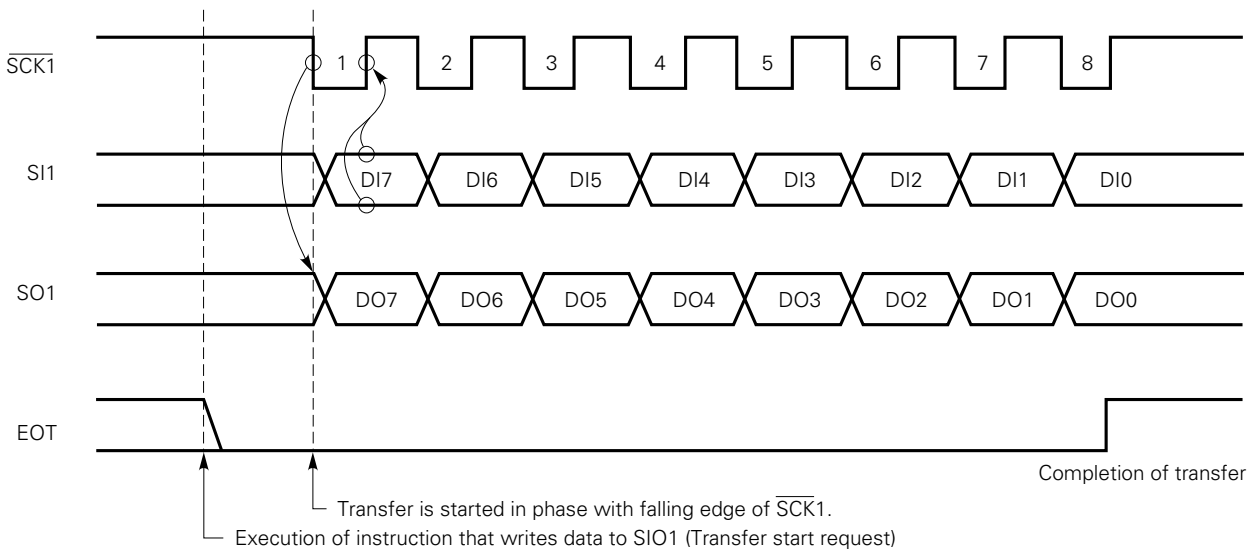 SCK1 1 2 3 4 5 6 7 8
SI1 DI7 DI6 DI5 DI4 DI3 DI2 DI1 DI0
SO1 DO7 DO6 DO5 DO4 DO3 DO2 DO1 DO0
EOT
Completion of transfer
Transfer is started in phase with falling edge of SCK1.
Execution of instruction that writes data to SIO1 (Transfer start request)